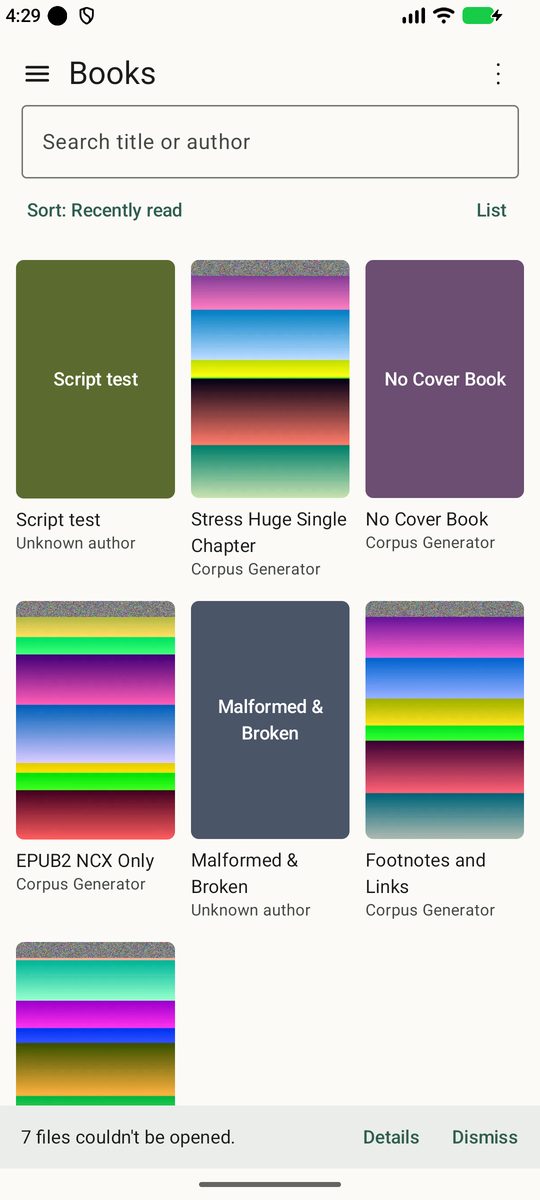 4:29
Books
Search title or author
Sort: Recently read
List
Script test
No Cover Book
Script test
Unknown author
Stress Huge Single
Chapter
Corpus Generator
No Cover Book
Corpus Generator
Malformed &
Broken
EPUB2 NCX Only
Corpus Generator
Malformed &
Broken
Unknown author
Footnotes and
Links
Corpus Generator
7 files couldn't be opened.
Details
Dismiss